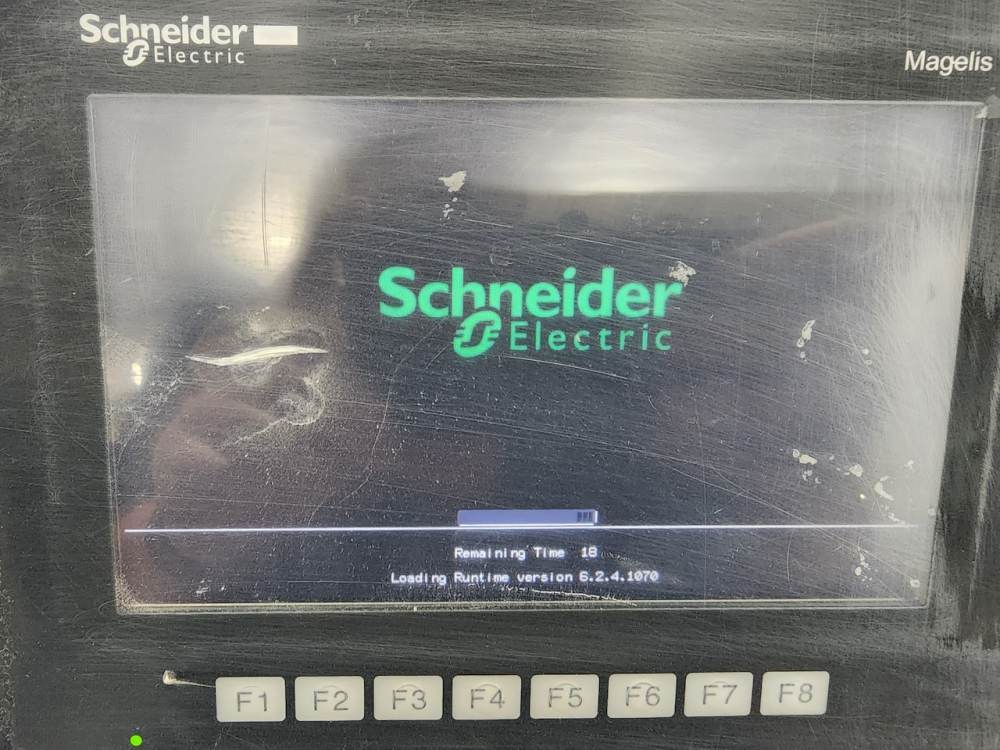 Schneider
Electric
Magelis
Schneider
Electric
Remaining Time 18
Loading Runtime version 6.2.4.1070
F1 F2 F3 F4 F5 F6 F7 F8